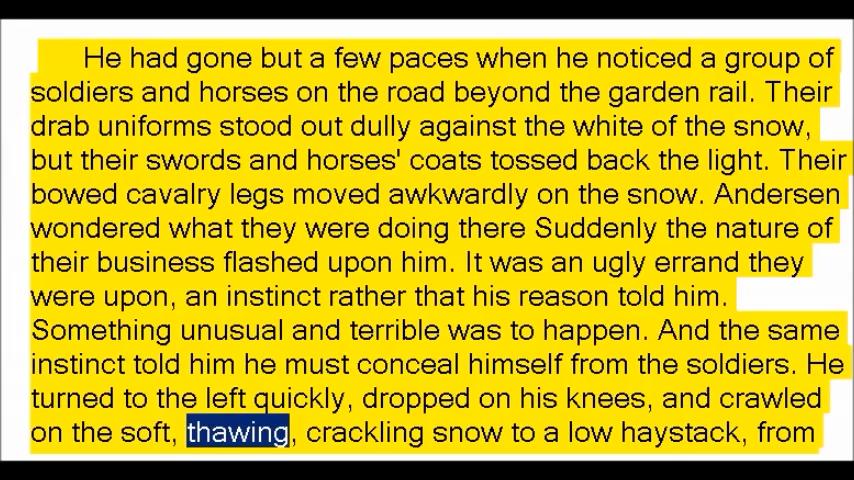 He had gone but a few paces when he noticed a group of
soldiers and horses on the road beyond the garden rail. Their
drab uniforms stood out dully against the white of the snow,
but their swords and horses' coats tossed back the light. Their
bowed cavalry legs moved awkwardly on the snow. Andersen
wondered what they were doing there Suddenly the nature of
their business flashed upon him. It was an ugly errand they
were upon, an instinct rather that his reason told him.
Something unusual and terrible was to happen. And the same
instinct told him he must conceal himself from the soldiers. He
turned to the left quickly, dropped on his knees, and crawled
on the soft, thawing, crackling snow to a low haystack, from